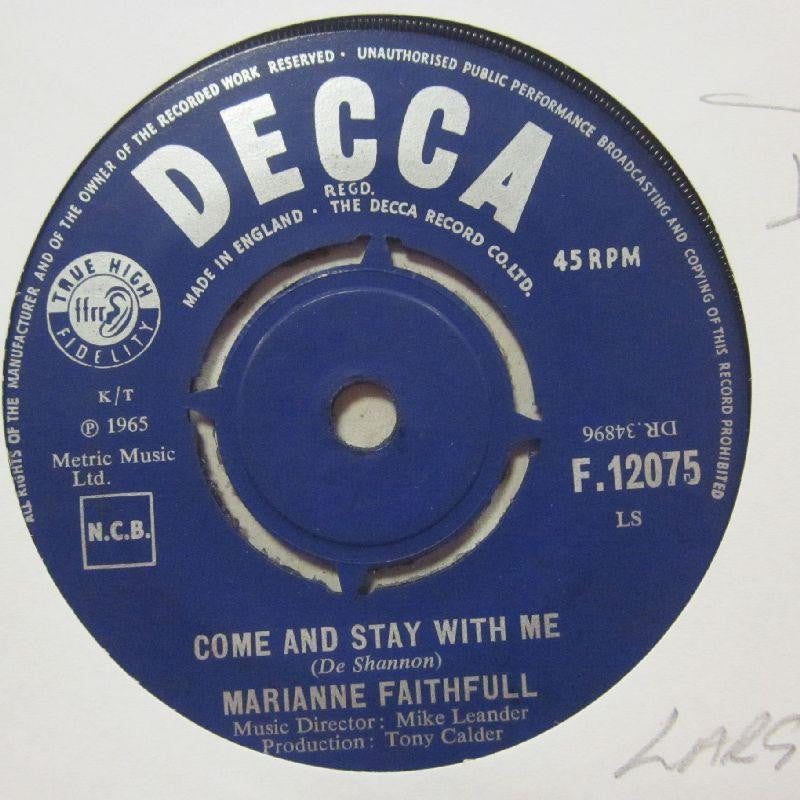 ALL RIGHTS OF THE MANUFACTURER AND OF THE OWNER OF THE RECORDED WORK RESERVED · UNAUTHORISED PUBLIC PERFORMANCE BROADCASTING AND COPYING OF THIS RECORD PROHIBITED
DECCA
REGD.
MADE IN ENGLAND · THE DECCA RECORD CO. LTD.
45 RPM
TRUE HIGH
ffrr
FIDELITY
K/T
℗ 1965
Metric Music
Ltd.
N.C.B.
DR.34896
F.12075
LS
COME AND STAY WITH ME
(De Shannon)
MARIANNE FAITHFULL
Music Director: Mike Leander
Production: Tony Calder
LARS